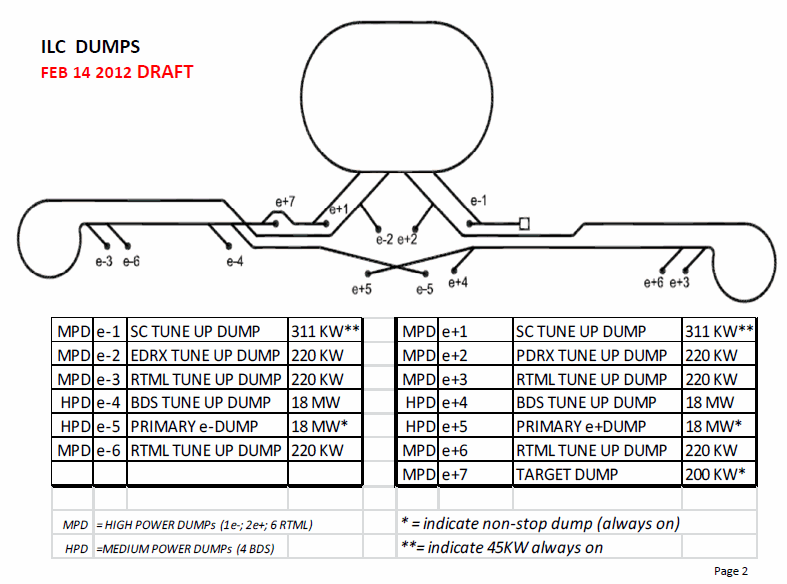 ILC DUMPS
FEB 14 2012 DRAFT
e+7
e+1
e-1
e-2 e+2
e-3 e-6
e-4
e+5
e-5
e+4
e+6 e+3
MPD e-1 SC TUNE UP DUMP 311 KW** MPD e+1 SC TUNE UP DUMP 311 KW**
MPD e-2 EDRX TUNE UP DUMP 220 KW MPD e+2 PDRX TUNE UP DUMP 220 KW
MPD e-3 RTML TUNE UP DUMP 220 KW MPD e+3 RTML TUNE UP DUMP 220 KW
HPD e-4 BDS TUNE UP DUMP 18 MW HPD e+4 BDS TUNE UP DUMP 18 MW
HPD e-5 PRIMARY e-DUMP 18 MW* HPD e+5 PRIMARY e+DUMP 18 MW*
MPD e-6 RTML TUNE UP DUMP 220 KW MPD e+6 RTML TUNE UP DUMP 220 KW
MPD e+7 TARGET DUMP 200 KW*
MPD = HIGH POWER DUMPs (1e-; 2e+; 6 RTML) * = indicate non-stop dump (always on)
HPD =MEDIUM POWER DUMPs (4 BDS) **= indicate 45KW always on
Page 2